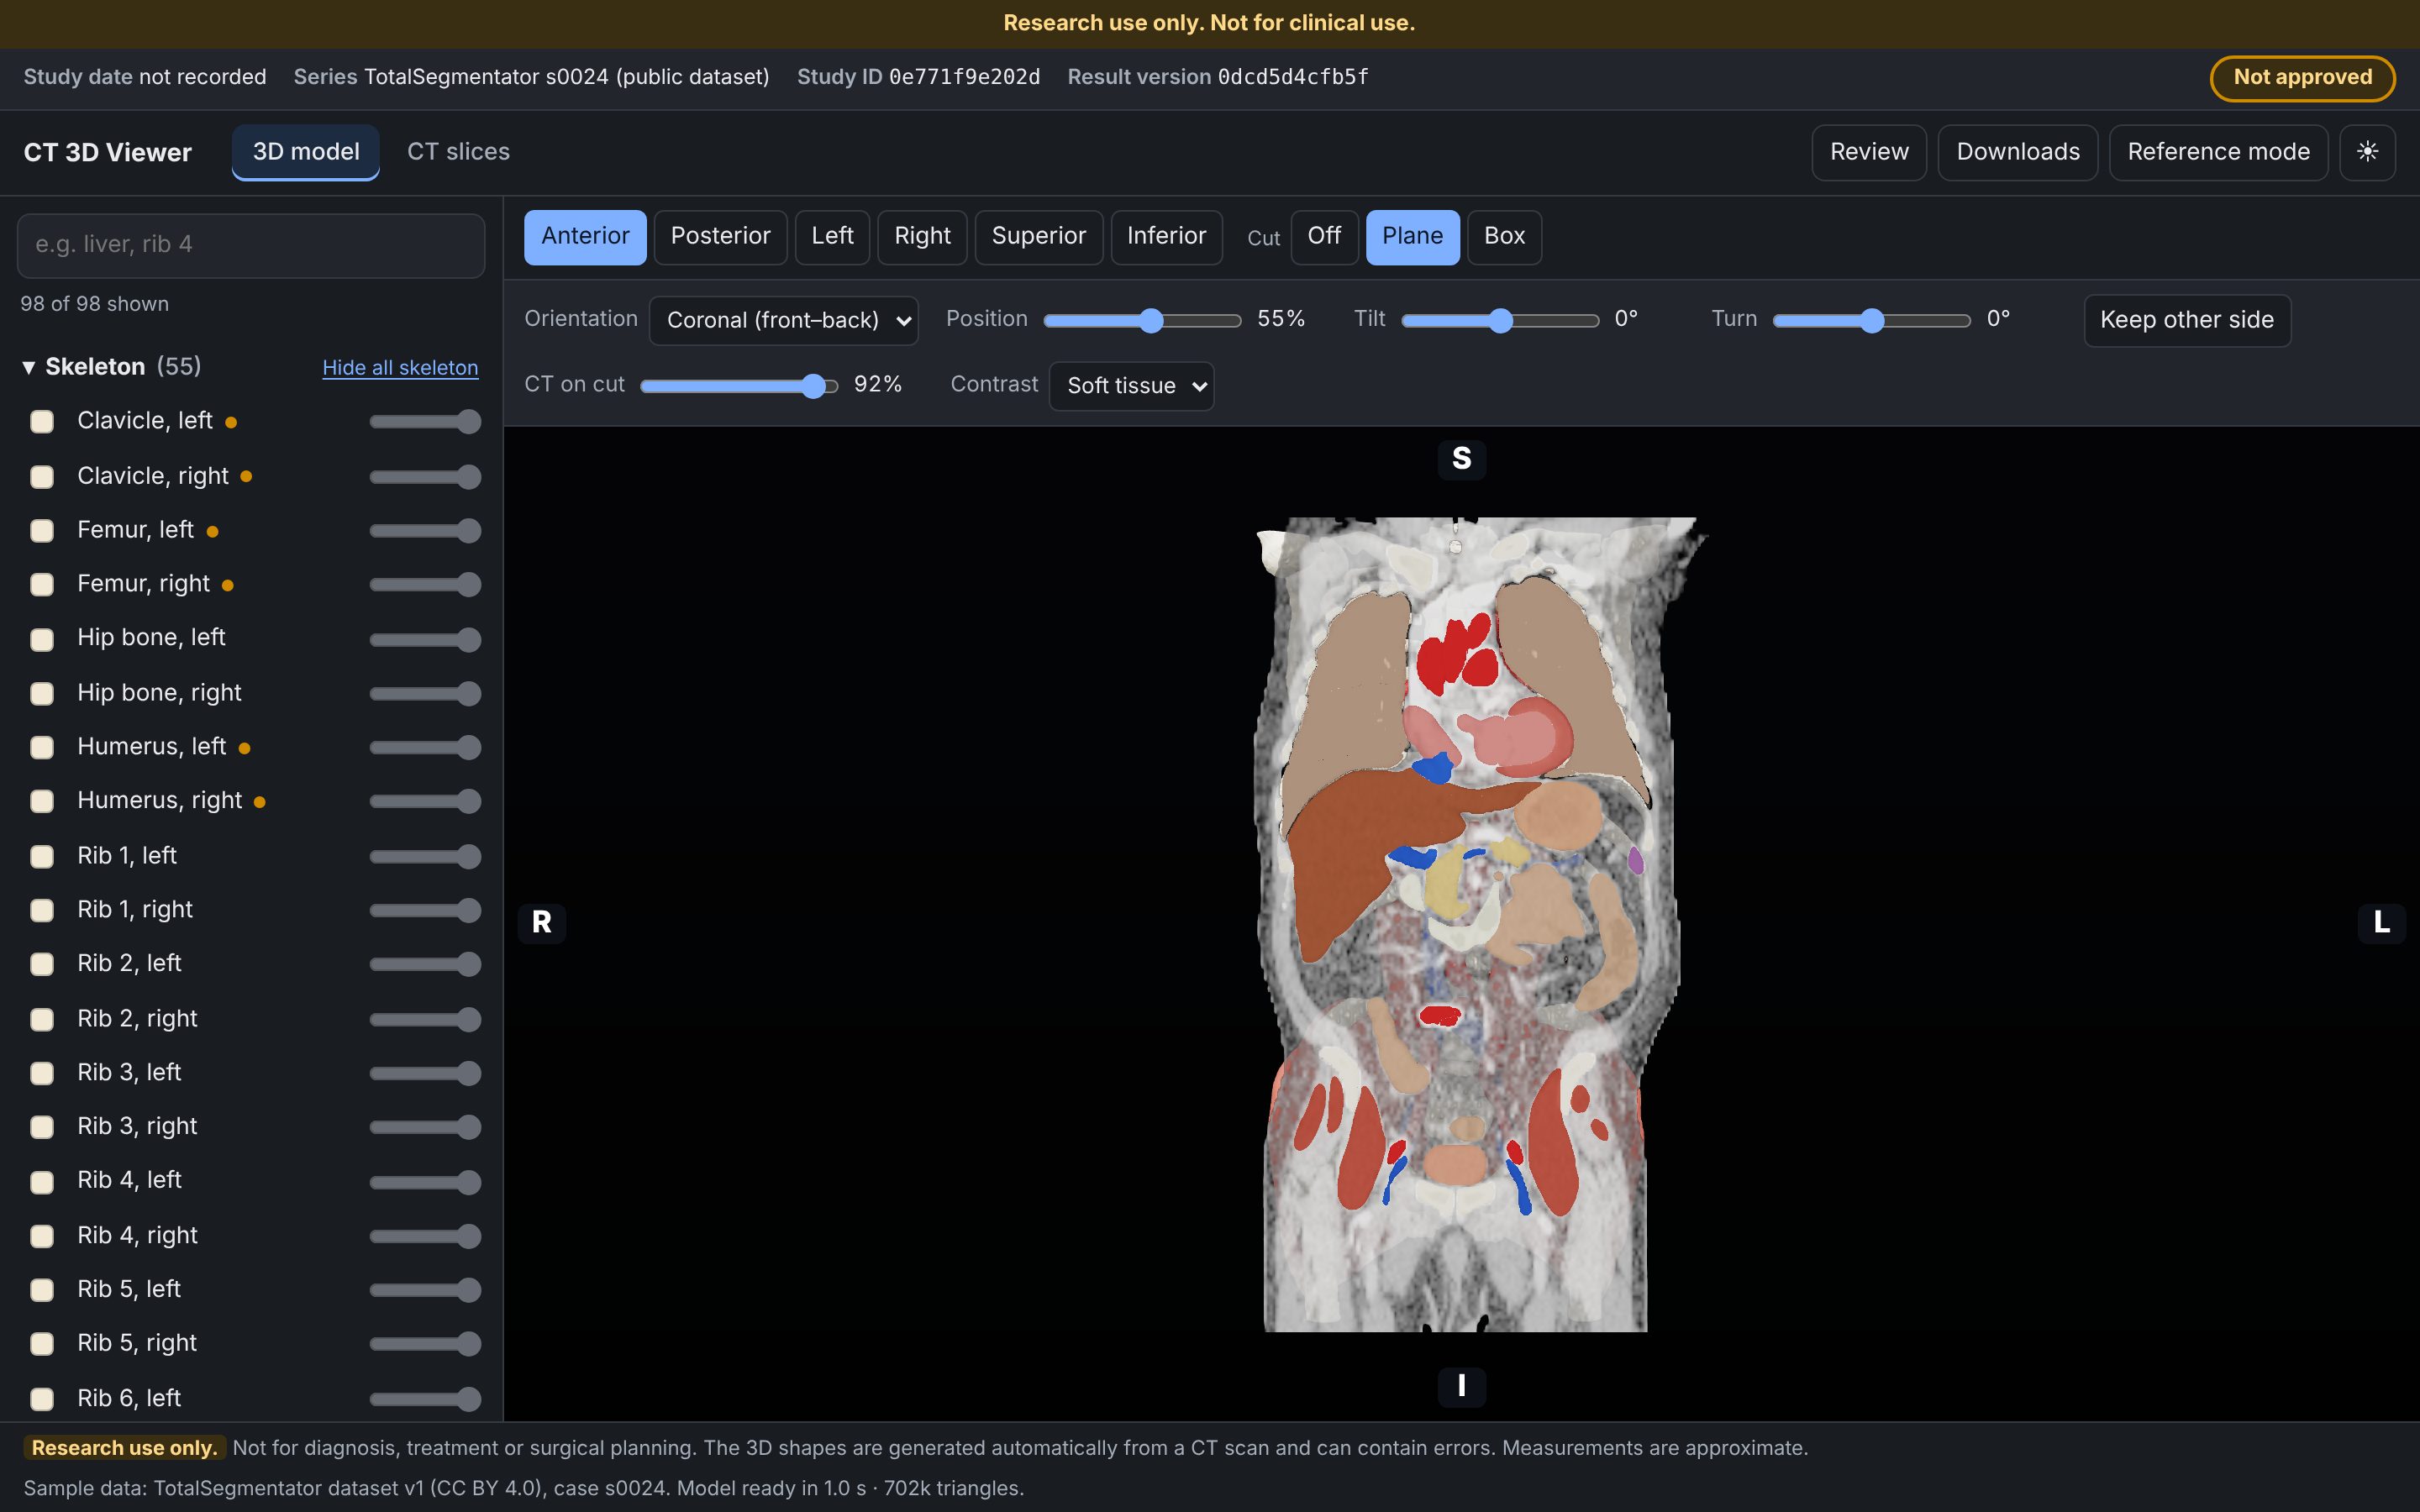 Research use only. Not for clinical use.
Study date not recorded Series TotalSegmentator s0024 (public dataset) Study ID 0e771f9e202d Result version 0dcd5d4cfb5f Not approved
CT 3D Viewer 3D model CT slices Review Downloads Reference mode
e.g. liver, rib 4
98 of 98 shown
Anterior Posterior Left Right Superior Inferior Cut Off Plane Box
Orientation Coronal (front–back) Position 55% Tilt 0° Turn 0° Keep other side
CT on cut 92% Contrast Soft tissue
Skeleton (55) Hide all skeleton
Clavicle, left
Clavicle, right
Femur, left
Femur, right
Hip bone, left
Hip bone, right
Humerus, left
Humerus, right
Rib 1, left
Rib 1, right
Rib 2, left
Rib 2, right
Rib 3, left
Rib 3, right
Rib 4, left
Rib 4, right
Rib 5, left
Rib 5, right
Rib 6, left
S
R
L
I
Research use only. Not for diagnosis, treatment or surgical planning. The 3D shapes are generated automatically from a CT scan and can contain errors. Measurements are approximate.
Sample data: TotalSegmentator dataset v1 (CC BY 4.0), case s0024. Model ready in 1.0 s · 702k triangles.